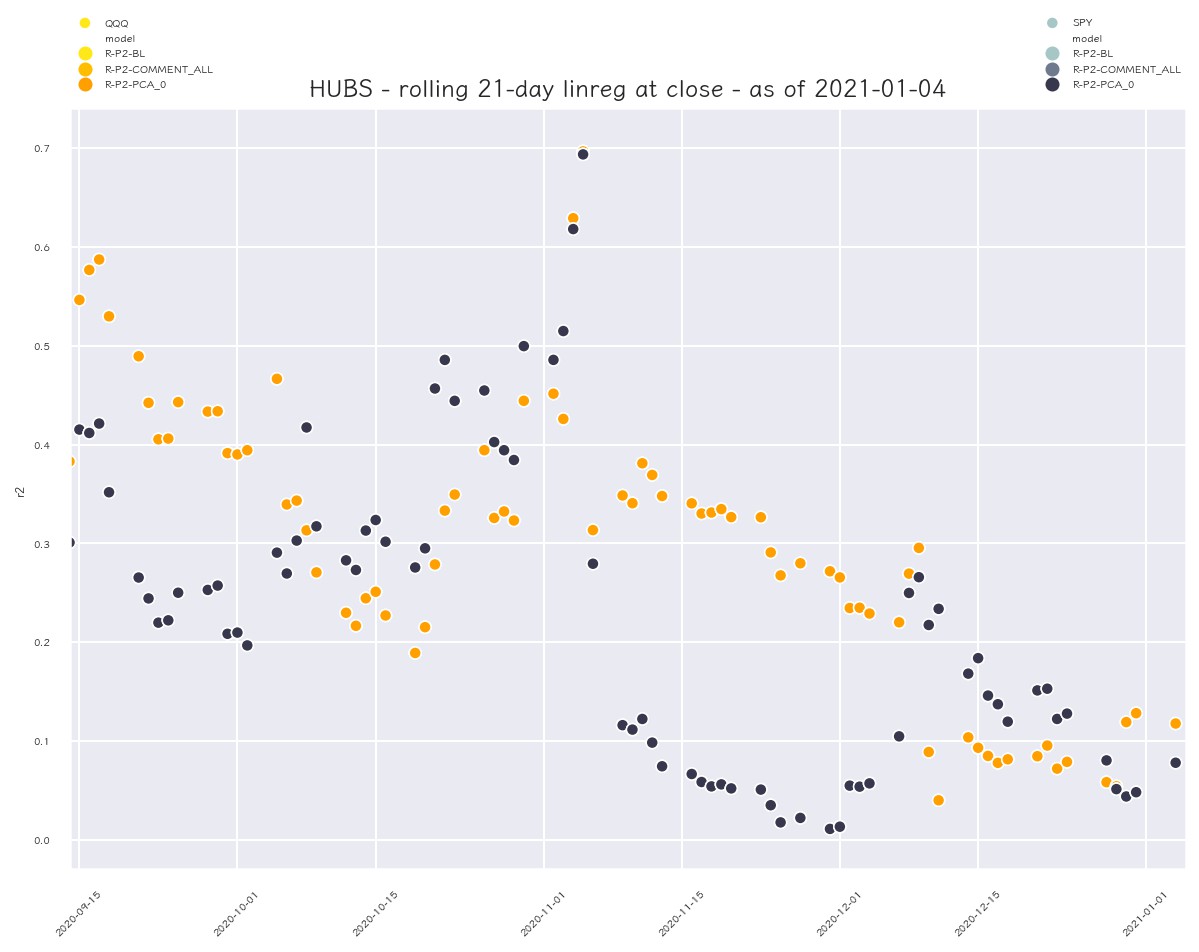 QQQ
model
R-P2-BL
R-P2-COMMENT_ALL
R-P2-PCA_0
SPY
model
R-P2-BL
R-P2-COMMENT_ALL
R-P2-PCA_0
HUBS - rolling 21-day linreg at close - as of 2021-01-04
r2
0.7
0.6
0.5
0.4
0.3
0.2
0.1
0.0
2020-09-15
2020-10-01
2020-10-15
2020-11-01
2020-11-15
2020-12-01
2020-12-15
2021-01-01